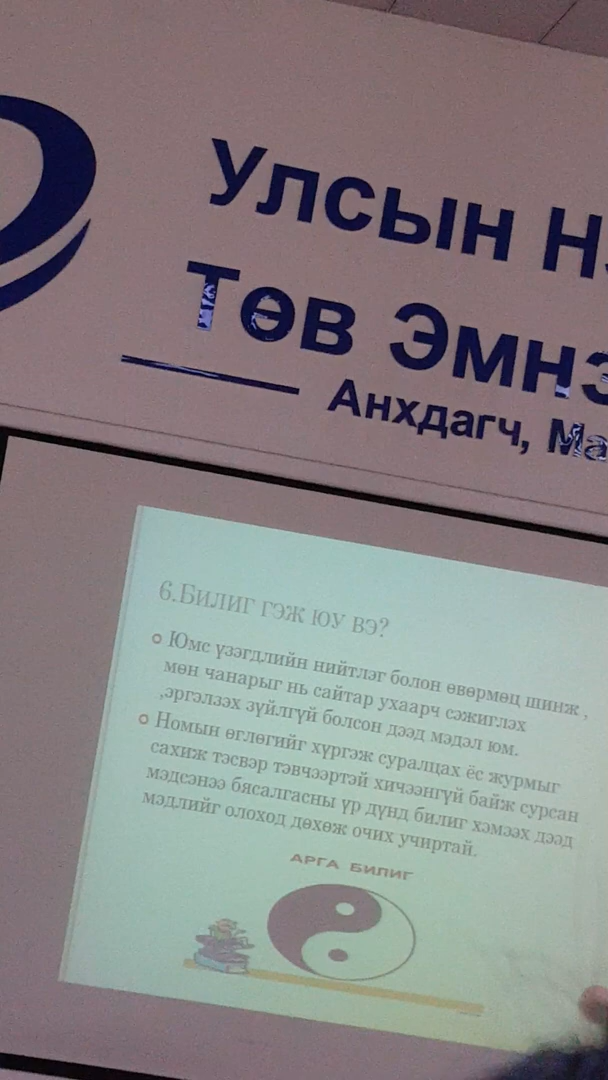 Улсын Н
Төв Эмнэ
Анхдагч, Ма
6.Билиг гэж юу вэ?
Юмс үзэгдлийн нийтлэг болон өвөрмөц шинж ,
мөн чанарыг нь сайтар ухаарч сэжиглэх
,эргэлзэх зүйлгүй болсон дээд мэдэл юм.
Номын өглөгийг хүргэж суралцах ёс журмыг
сахиж тэсвэр тэвчээртэй хичээнгүй байж сурсан
мэдсэнээ бясалгасны үр дүнд билиг хэмээх дээд
мэдлийг олоход дөхөж очих учиртай.
АРГА БИЛИГ